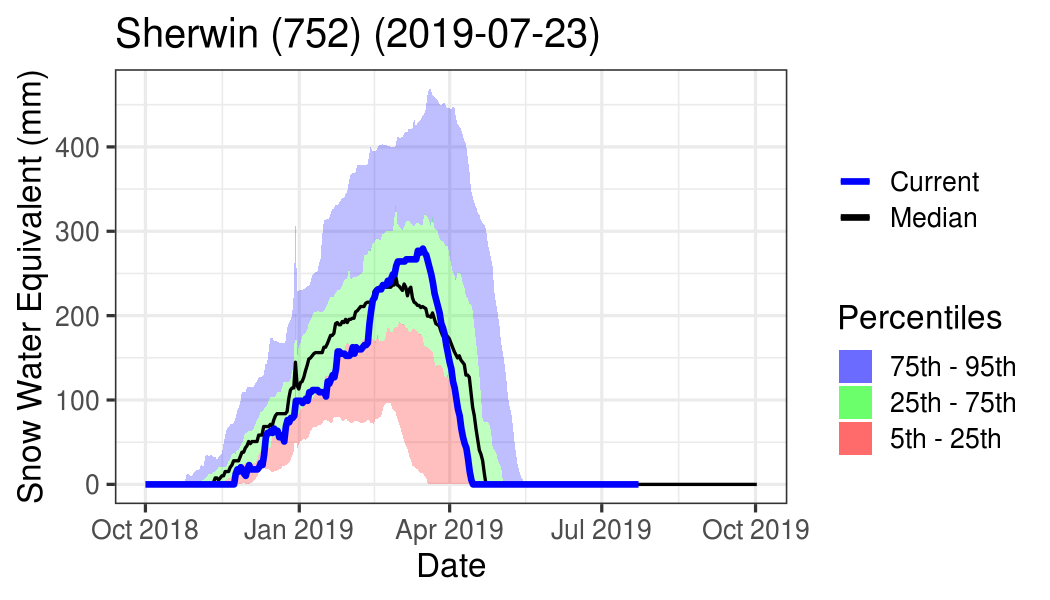 Sherwin (752) (2019-07-23)
Snow Water Equivalent (mm)
400
300
200
100
0
Oct 2018
Jan 2019
Apr 2019
Jul 2019
Oct 2019
Date
Current
Median
Percentiles
75th - 95th
25th - 75th
5th - 25th